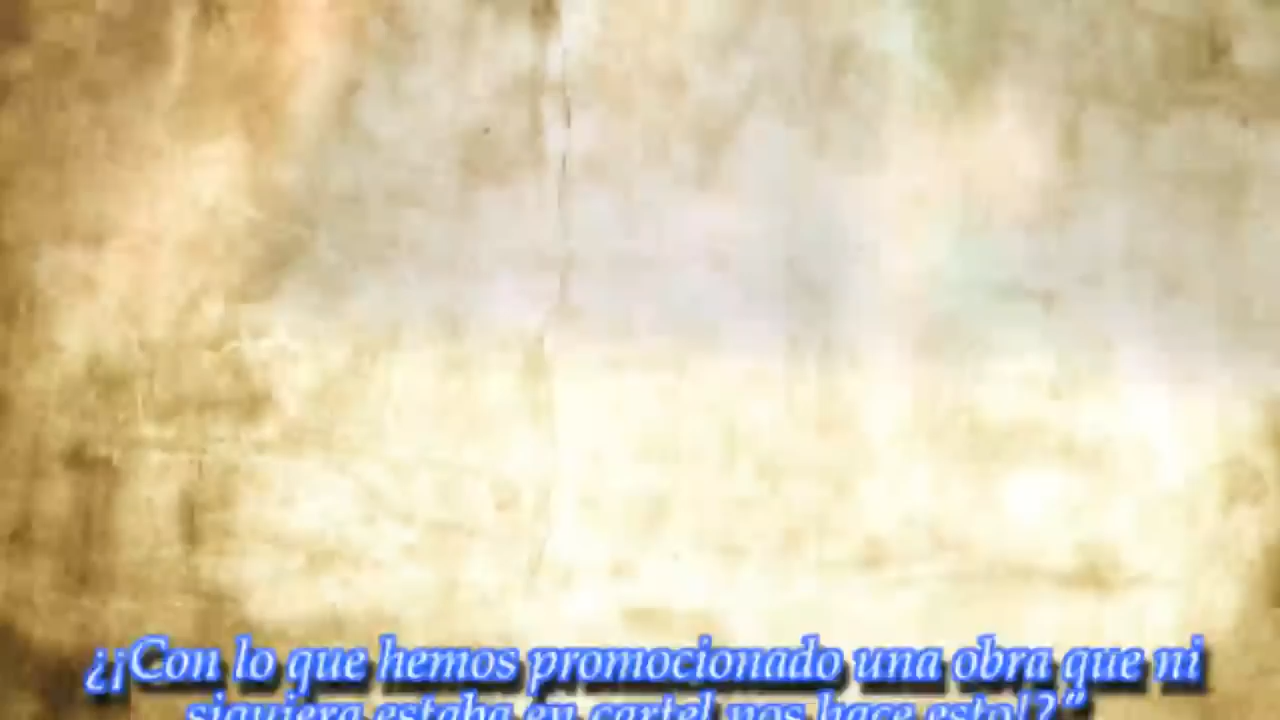 ¿¡Con lo que hemos promocionado una obra que ni
siquiera estaba en cartel nos hace esto!?”